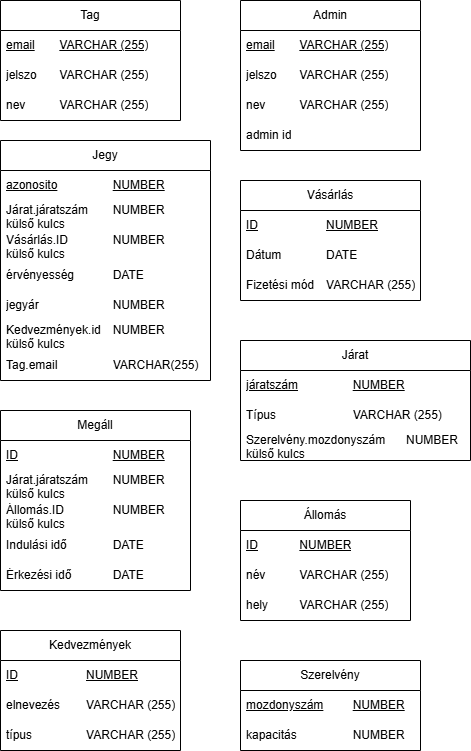 Tag
email VARCHAR (255)
jelszo VARCHAR (255)
nev VARCHAR (255)
Admin
email VARCHAR (255)
jelszo VARCHAR (255)
nev VARCHAR (255)
admin id
Jegy
azonosito NUMBER
Járat.járatszám NUMBER
külső kulcs
Vásárlás.ID NUMBER
külső kulcs
érvényesség DATE
jegyár NUMBER
Kedvezmények.id NUMBER
külső kulcs
Tag.email VARCHAR(255)
Vásárlás
ID NUMBER
Dátum DATE
Fizetési mód VARCHAR (255)
Járat
járatszám NUMBER
Típus VARCHAR (255)
Szerelvény.mozdonyszám NUMBER
külső kulcs
Megáll
ID NUMBER
Járat.járatszám NUMBER
külső kulcs
Állomás.ID NUMBER
külső kulcs
Indulási idő DATE
Érkezési idő DATE
Állomás
ID NUMBER
név VARCHAR (255)
hely VARCHAR (255)
Kedvezmények
ID NUMBER
elnevezés VARCHAR (255)
típus VARCHAR (255)
Szerelvény
mozdonyszám NUMBER
kapacitás NUMBER